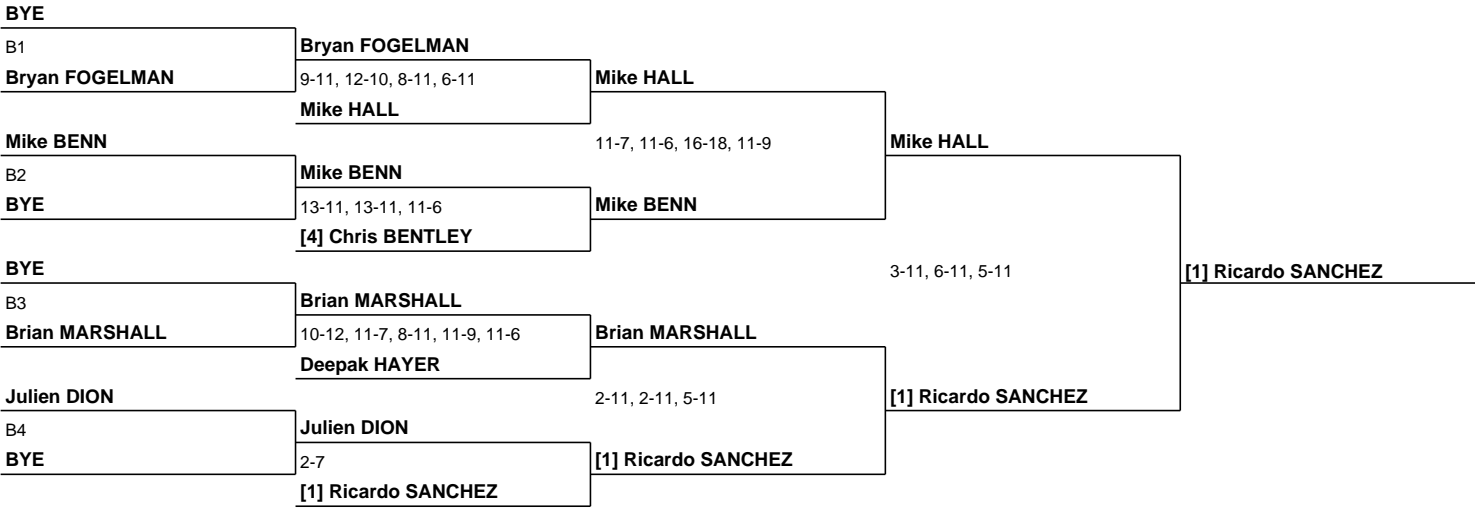 BYE
B1
Bryan FOGELMAN
Bryan FOGELMAN
9-11, 12-10, 8-11, 6-11
Mike HALL
Mike HALL
Mike BENN
11-7, 11-6, 16-18, 11-9
Mike HALL
B2
Mike BENN
BYE
13-11, 13-11, 11-6
Mike BENN
[4] Chris BENTLEY
BYE
3-11, 6-11, 5-11
[1] Ricardo SANCHEZ
B3
Brian MARSHALL
Brian MARSHALL
10-12, 11-7, 8-11, 11-9, 11-6
Brian MARSHALL
Deepak HAYER
Julien DION
2-11, 2-11, 5-11
[1] Ricardo SANCHEZ
B4
Julien DION
BYE
2-7
[1] Ricardo SANCHEZ
[1] Ricardo SANCHEZ